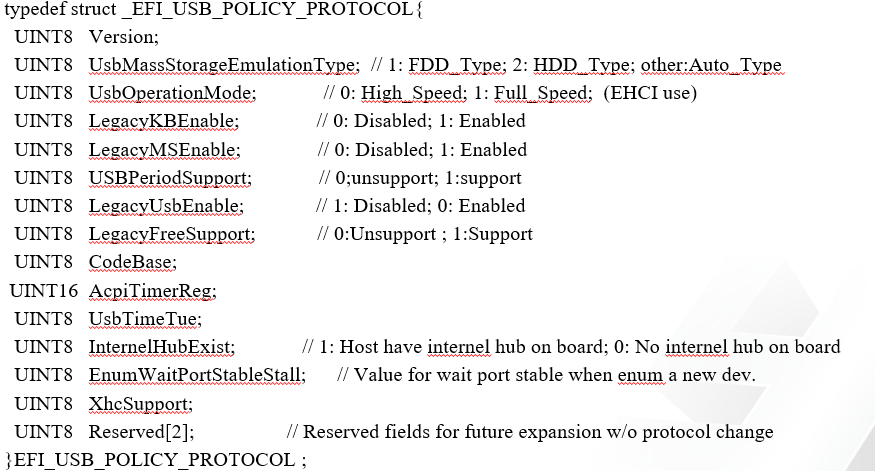 typedef struct _EFI_USB_POLICY_PROTOCOL{
UINT8 Version;
UINT8 UsbMassStorageEmulationType; // 1: FDD_Type; 2: HDD_Type; other:Auto_Type
UINT8 UsbOperationMode; // 0: High_Speed; 1: Full_Speed; (EHCI use)
UINT8 LegacyKBEnable; // 0: Disabled; 1: Enabled
UINT8 LegacyMSEnable; // 0: Disabled; 1: Enabled
UINT8 USBPeriodSupport; // 0;unsupport; 1:support
UINT8 LegacyUsbEnable; // 1: Disabled; 0: Enabled
UINT8 LegacyFreeSupport; // 0:Unsupport ; 1:Support
UINT8 CodeBase;
UINT16 AcpiTimerReg;
UINT8 UsbTimeTue;
UINT8 InternelHubExist; // 1: Host have internel hub on board; 0: No internel hub on board
UINT8 EnumWaitPortStableStall; // Value for wait port stable when enum a new dev.
UINT8 XhcSupport;
UINT8 Reserved[2]; // Reserved fields for future expansion w/o protocol change
}EFI_USB_POLICY_PROTOCOL ;